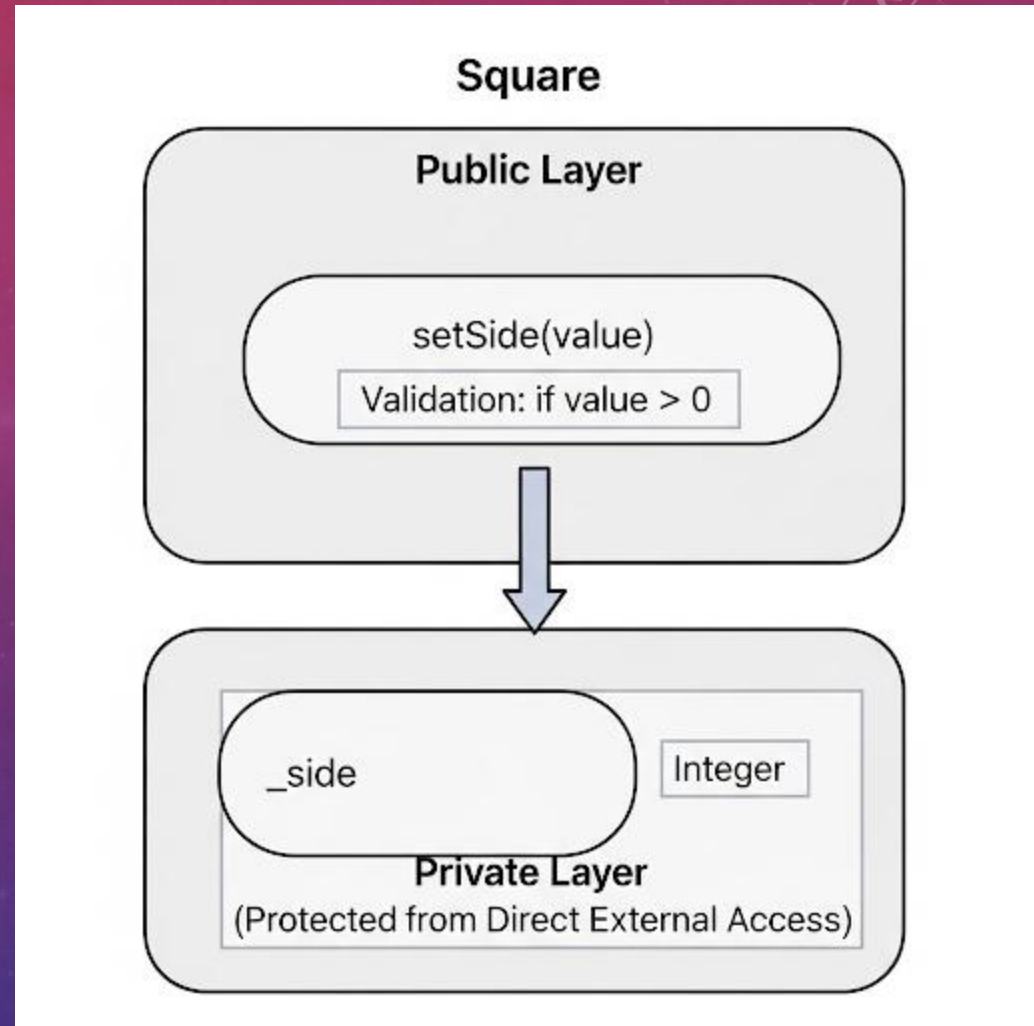 Square
Public Layer
setSide(value)
Validation: if value > 0
_side
Integer
Private Layer
(Protected from Direct External Access)